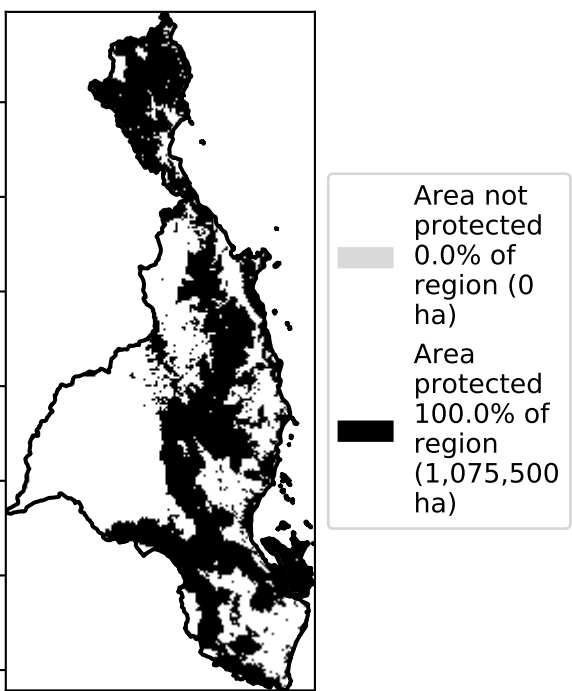 Area not
protected
0.0% of
region (0
ha)
Area
protected
100.0% of
region
(1,075,500
ha)